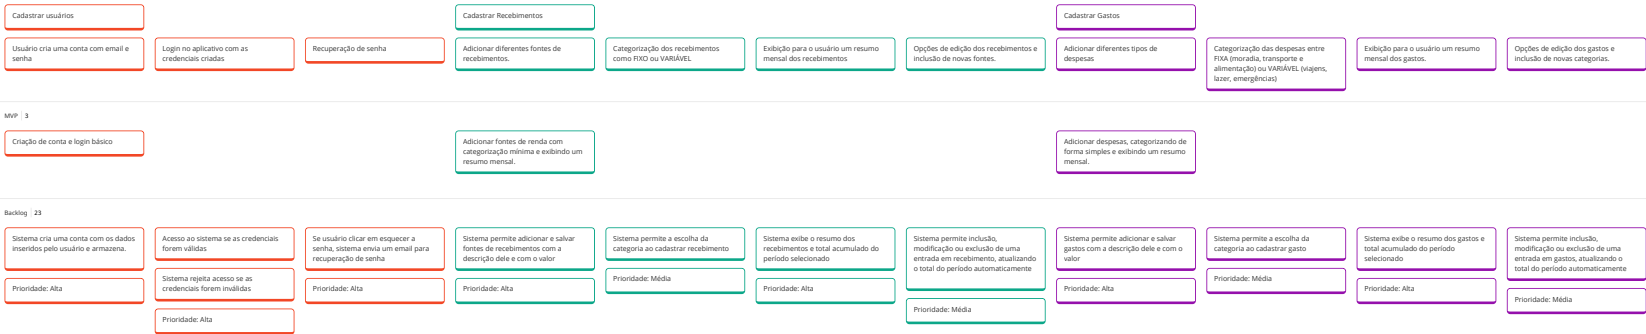 Cadastrar usuários
Cadastrar Recebimentos
Cadastrar Gastos
Usuário cria uma conta com email e
senha
Login no aplicativo com as
credenciais criadas
Recuperação de senha
Adicionar diferentes fontes de
recebimentos.
Categorização dos recebimentos
como FIXO ou VARIÁVEL
Exibição para o usuário um resumo
mensal dos recebimentos
Opções de edição dos recebimentos e
inclusão de novas fontes.
Adicionar diferentes tipos de
despesas
Categorização das despesas entre
FIXA (moradia, transporte e
alimentação) ou VARIÁVEL (viajens,
lazer, emergências)
Exibição para o usuário um resumo
mensal dos gastos.
Opções de edição dos gastos e
inclusão de novas categorias.
MVP 3
Criação de conta e login básico
Adicionar fontes de renda com
categorização mínima e exibindo um
resumo mensal.
Adicionar despesas, categorizando de
forma simples e exibindo um resumo
mensal.
Backlog 23
Sistema cria uma conta com os dados
inseridos pelo usuário e armazena.
Prioridade: Alta
Acesso ao sistema se as credenciais
forem válidas
Sistema rejeita acesso se as
credenciais forem inválidas
Prioridade: Alta
Se usuário clicar em esquecer a
senha, sistema envia um email para
recuperação de senha
Prioridade: Alta
Sistema permite adicionar e salvar
fontes de recebimentos com a
descrição dele e com o valor
Prioridade: Alta
Sistema permite a escolha da
categoria ao cadastrar recebimento
Prioridade: Média
Sistema exibe o resumo dos
recebimentos e total acumulado do
período selecionado
Prioridade: Alta
Sistema permite inclusão,
modificação ou exclusão de uma
entrada em recebimento, atualizando
o total do período automaticamente
Prioridade: Média
Sistema permite adicionar e salvar
gastos com a descrição dele e com o
valor
Prioridade: Alta
Sistema permite a escolha da
categoria ao cadastrar gasto
Prioridade: Média
Sistema exibe o resumo dos gastos e
total acumulado do período
selecionado
Prioridade: Alta
Sistema permite inclusão,
modificação ou exclusão de uma
entrada em gastos, atualizando o
total do período automaticamente
Prioridade: Média